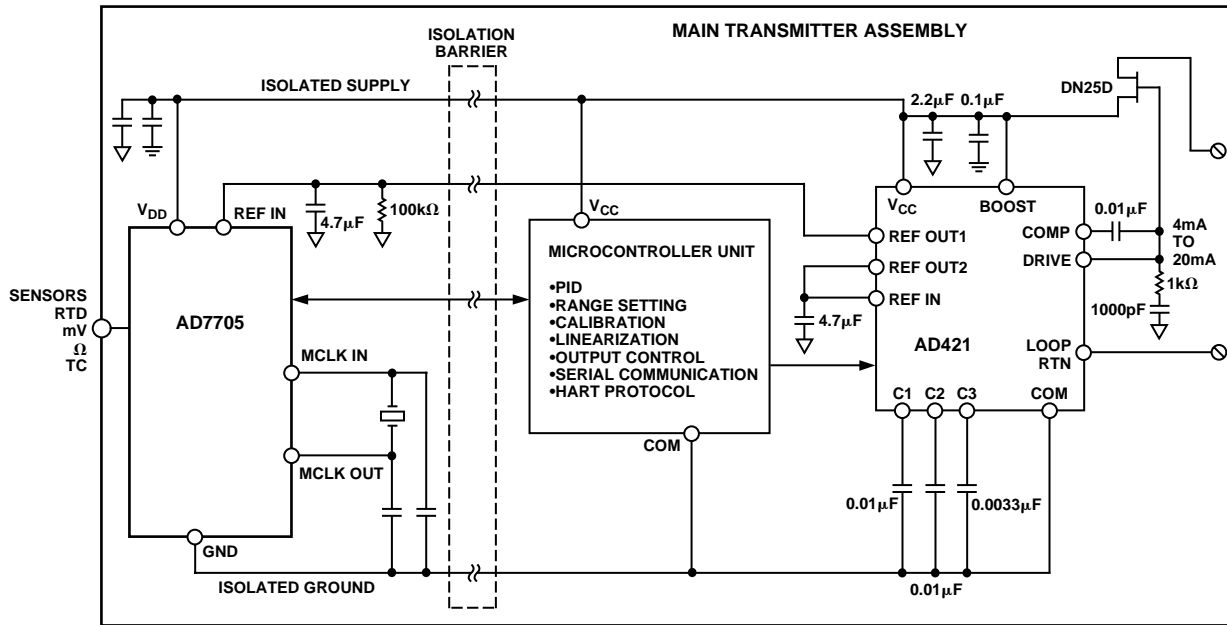 MAIN TRANSMITTER ASSEMBLY
ISOLATION
BARRIER
ISOLATED SUPPLY
DN25D
2.2µF
0.1µF
VDD
REF IN
4.7µF
100kΩ
VCC
VCC
BOOST
0.01µF
4mA
TO
20mA
REF OUT1
COMP
MICROCONTROLLER UNIT
•PID
•RANGE SETTING
•CALIBRATION
•LINEARIZATION
•OUTPUT CONTROL
•SERIAL COMMUNICATION
•HART PROTOCOL
REF OUT2
DRIVE
REF IN
1kΩ
SENSORS
RTD
mV
Ω
TC
AD7705
4.7µF
1000pF
AD421
MCLK IN
LOOP
RTN
C1
C2
C3
COM
COM
MCLK OUT
0.01µF
0.0033µF
GND
ISOLATED GROUND
0.01µF